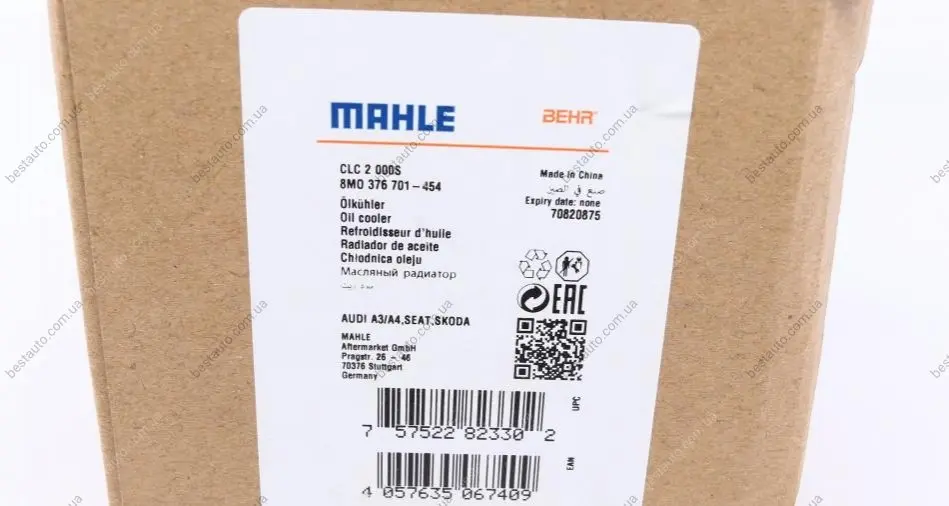 MAHLE
BEHR
CLC 2 000S
8MO 376 701-454
Ölkühler
Oil cooler
Refroidisseur d'huile
Radiador de aceite
Chlodnica oleju
Масляный радиатор
Made in China
صنع في الصين
Expiry date: none
70820875
EAC
AUDI A3/A4,SEAT,SKODA
MAHLE
Aftermarket GmbH
Pragstr. 26 - 46
70376 Stuttgart
Germany
UPC
7 57522 82330 2
EAN
4 057635 067409
bestauto.com.ua